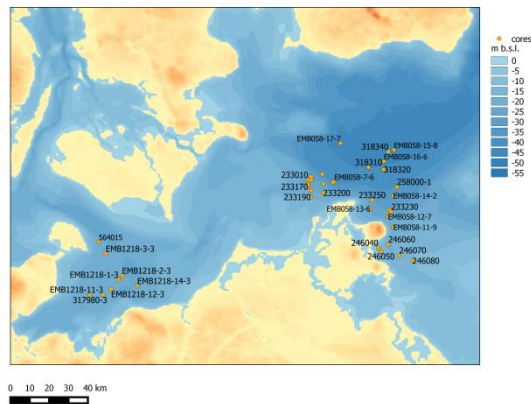 cores
m b.s.l.
0
-5
-10
-15
-20
-25
-30
-35
-40
-45
-50
-55
EMB058-17-7
EMB058-15-8
318340
EMB058-16-6
318310
318320
233010
EMB058-7-6
258000-1
233170
233200
233250
EMB058-14-2
233190
EMB058-13-6
233230
EMB058-12-7
EMB058-11-9
564015
246040
246060
EMB1218-3-3
246050
246070
246080
EMB1218-2-3
EMB1218-1-3
EMB1218-14-3
EMB1218-11-3
EMB1218-12-3
317980-3
0 10 20 30 40 km